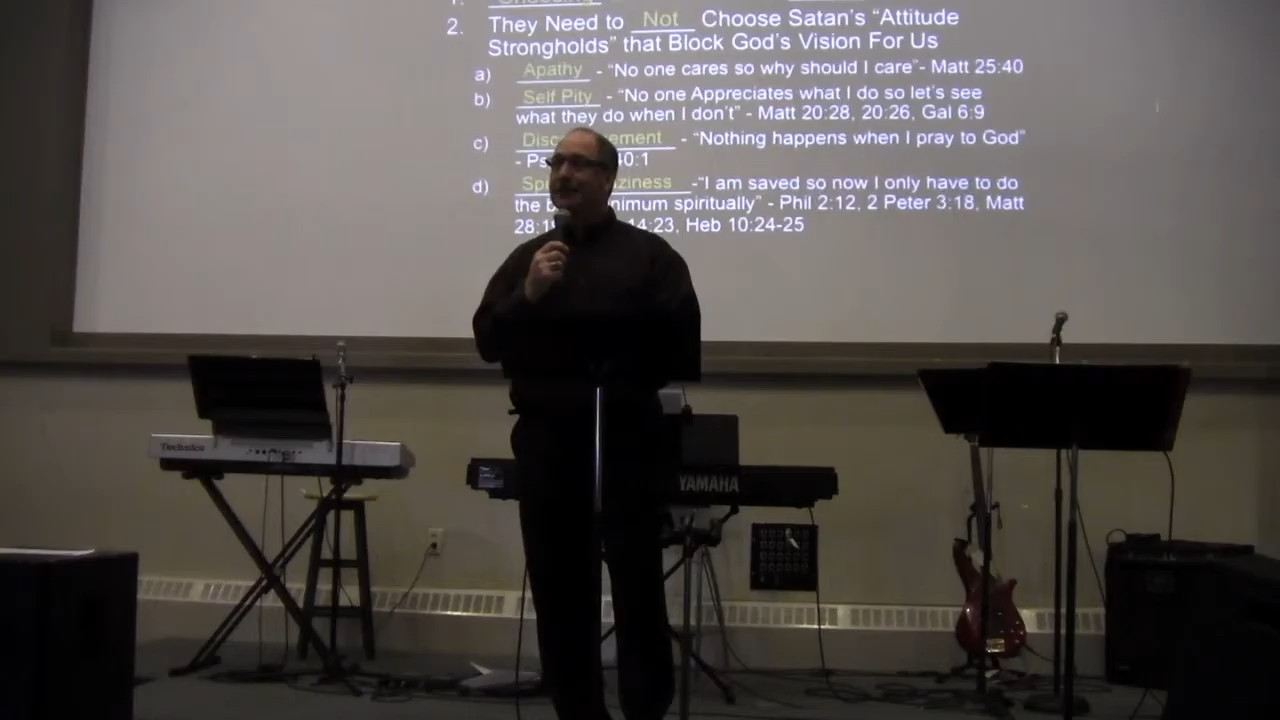 2. They Need to Not Choose Satan's "Attitude
Strongholds" that Block God's Vision For Us
a) Apathy - "No one cares so why should I care"- Matt 25:40
b) Self Pity - "No one Appreciates what I do so let's see
what they do when I don't" - Matt 20:28, 20:26, Gal 6:9
c) - "Nothing happens when I pray to God"
- 40:1
d) -"I am saved so now I only have to do
the spiritually" - Phil 2:12, 2 Peter 3:18, Matt
14:23, Heb 10:24-25
Technics
YAMAHA